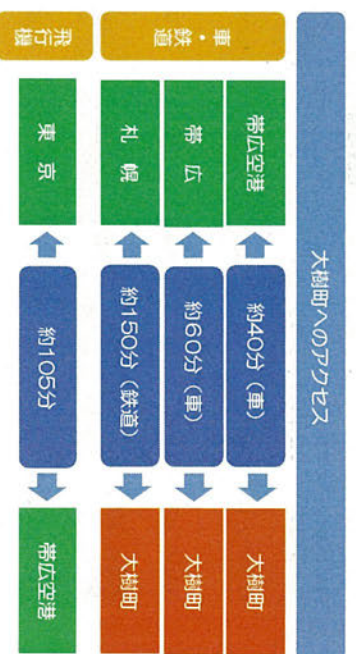 大樹町へのアクセス
車・鉄道
帯広空港 約40分（車） 大樹町
帯広 約60分（車） 大樹町
札幌 約150分（鉄道） 大樹町
飛行機
東京 約105分 帯広空港